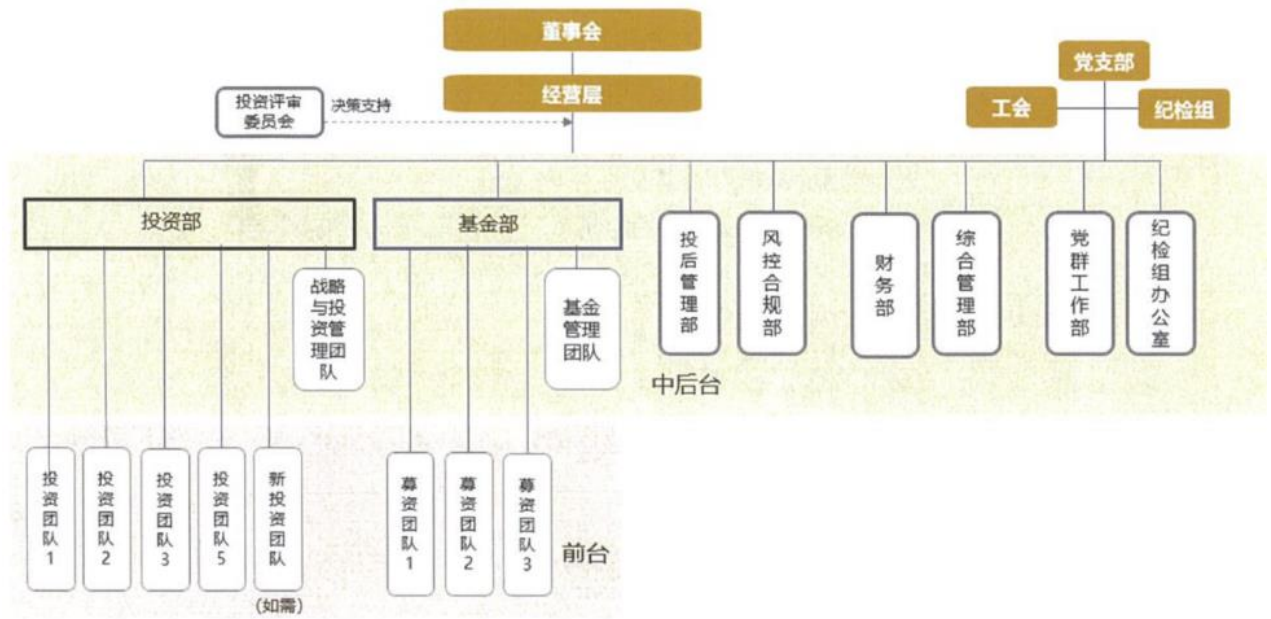 董事会
经营层
投资评审
委员会
决策支持
党支部
工会
纪检组
投资部
基金部
投后管理部
风控合规部
财务部
综合管理部
党群工作部
纪检组办公室
战略
与投
资管
理团
队
基金
管理
团队
中后台
投资团队1
投资团队2
投资团队3
投资团队5
新投资团队
(如需)
募资团队1
募资团队2
募资团队3
前台